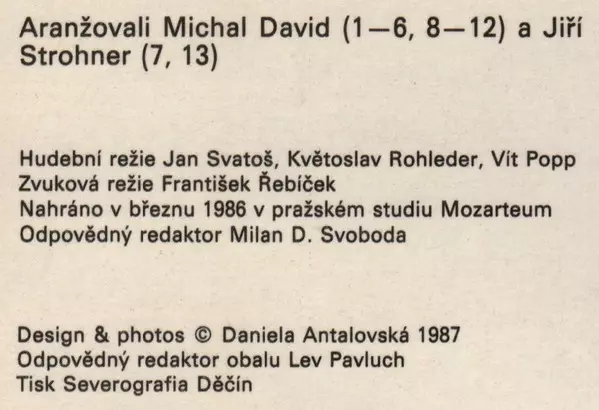 Aranžovali Michal David (1—6, 8—12) a Jiří
Strohner (7, 13)
Hudební režie Jan Svatoš, Květoslav Rohleder, Vít Popp
Zvuková režie František Řebíček
Nahráno v březnu 1986 v pražském studiu Mozarteum
Odpovědný redaktor Milan D. Svoboda
Design & photos © Daniela Antalovská 1987
Odpovědný redaktor obalu Lev Pavluch
Tisk Severografia Děčín